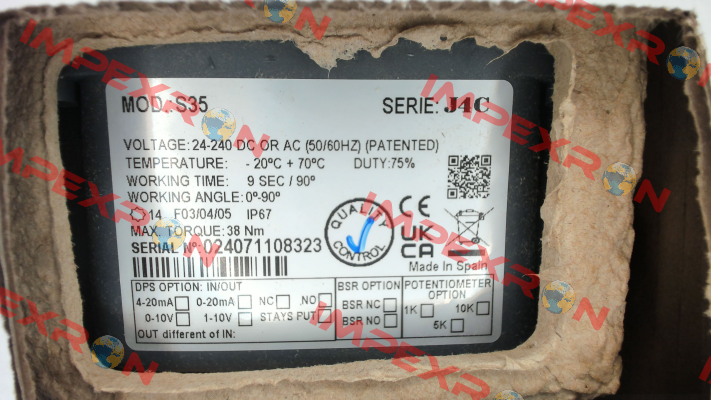 MOD.: S35 SERIE: J4C
VOLTAGE: 24-240 DC OR AC (50/60HZ) (PATENTED)
TEMPERATURE: - 20ºC + 70ºC DUTY: 75%
WORKING TIME: 9 SEC / 90º
WORKING ANGLE: 0º-90º
14 F03/04/05 IP67
MAX. TORQUE: 38 Nm
SERIAL Nº: 024071108323
QUALITY CONTROL
CE
UK
CA
Made In Spain
DPS OPTION: IN/OUT
4-20mA 0-20mA NC NO
0-10V 1-10V STAYS PUT
OUT different of IN:
BSR OPTION
BSR NC
BSR NO
POTENTIOMETER
OPTION
1K 10K
5K
IMPEXRON
IMPEXRON
IMPEXRON
IMPEXRON
IMPEXRON